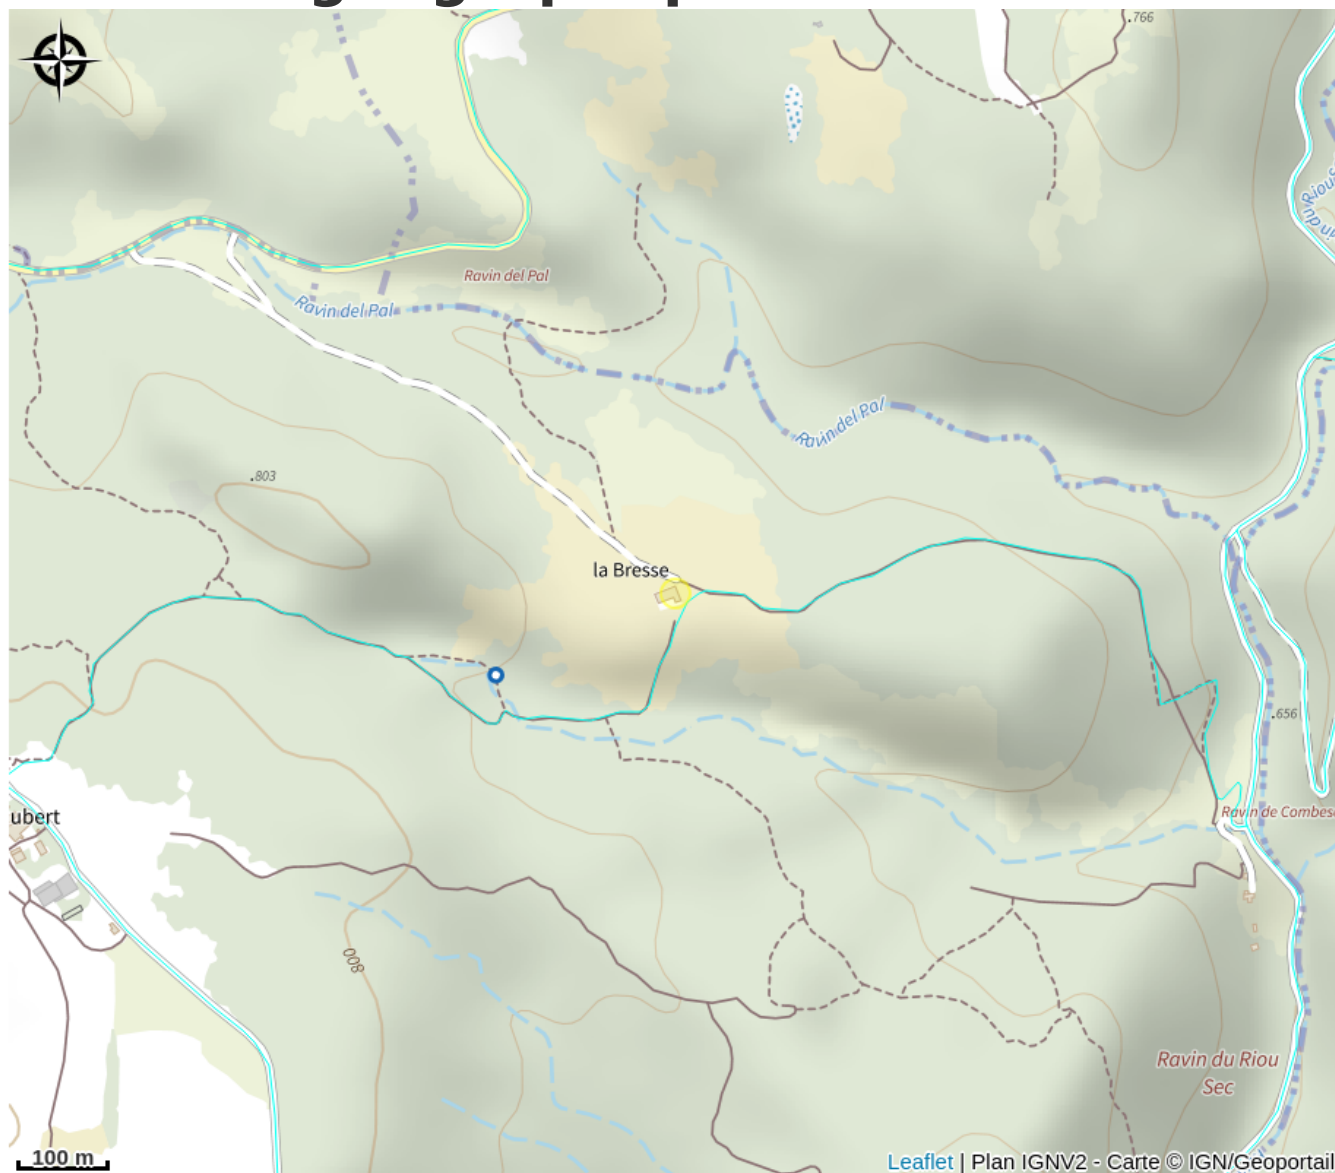 .766
Ravin del Pal
Ravin del Pal
Ravin del Pal
.803
la Bresse
.656
ubert
Ravin de Combes
800
Ravin du Riou
Sec
100 m
Leaflet | Plan IGNV2 - Carte © IGN/Geoportail